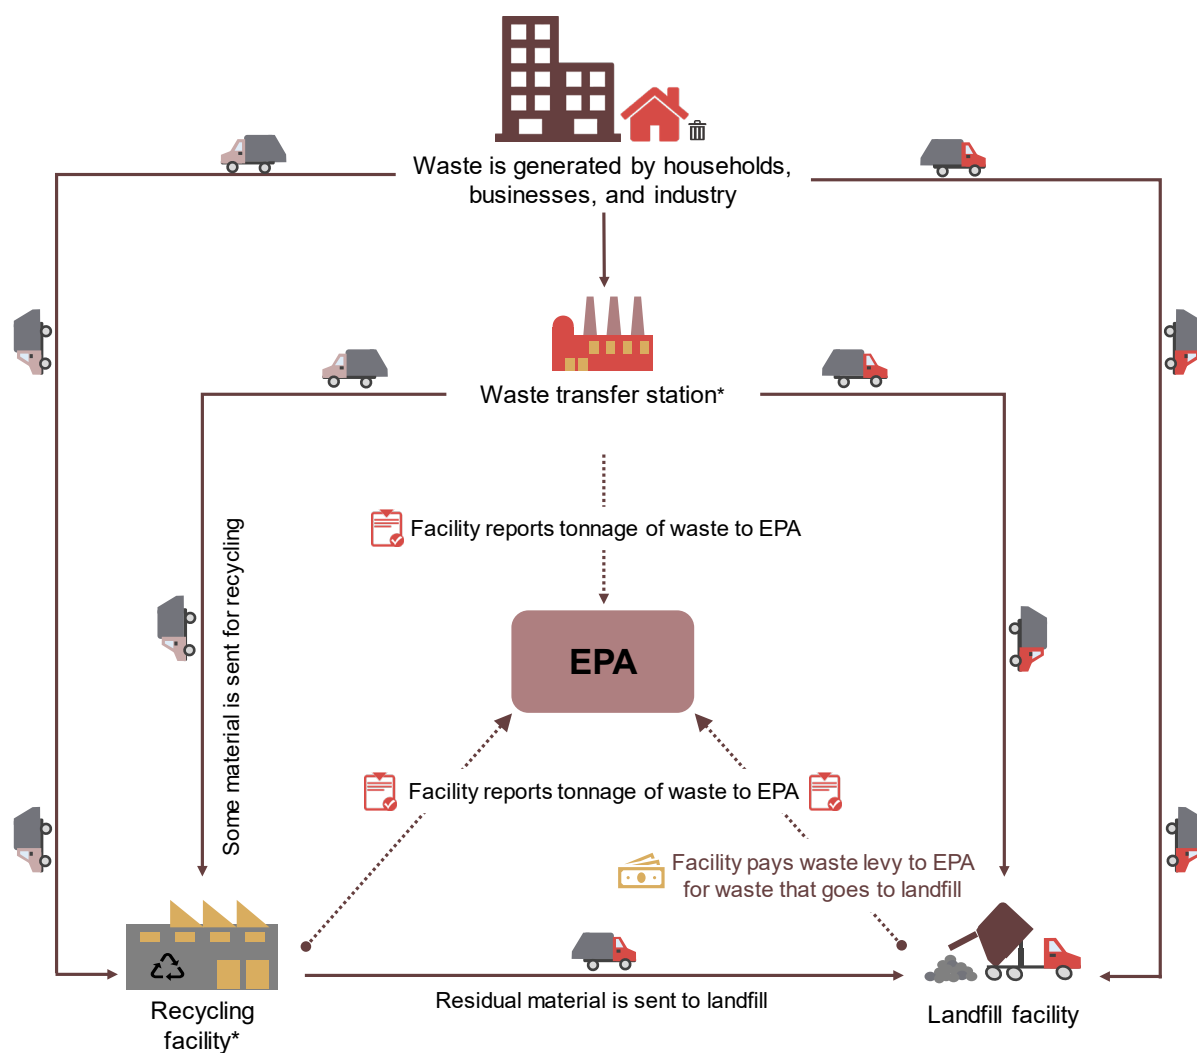 Waste is generated by households,
businesses, and industry
Waste transfer station*
Facility reports tonnage of waste to EPA
Some material is sent for recycling
EPA
Facility reports tonnage of waste to EPA
Facility pays waste levy to EPA
for waste that goes to landfill
Residual material is sent to landfill
Recycling
facility*
Landfill facility